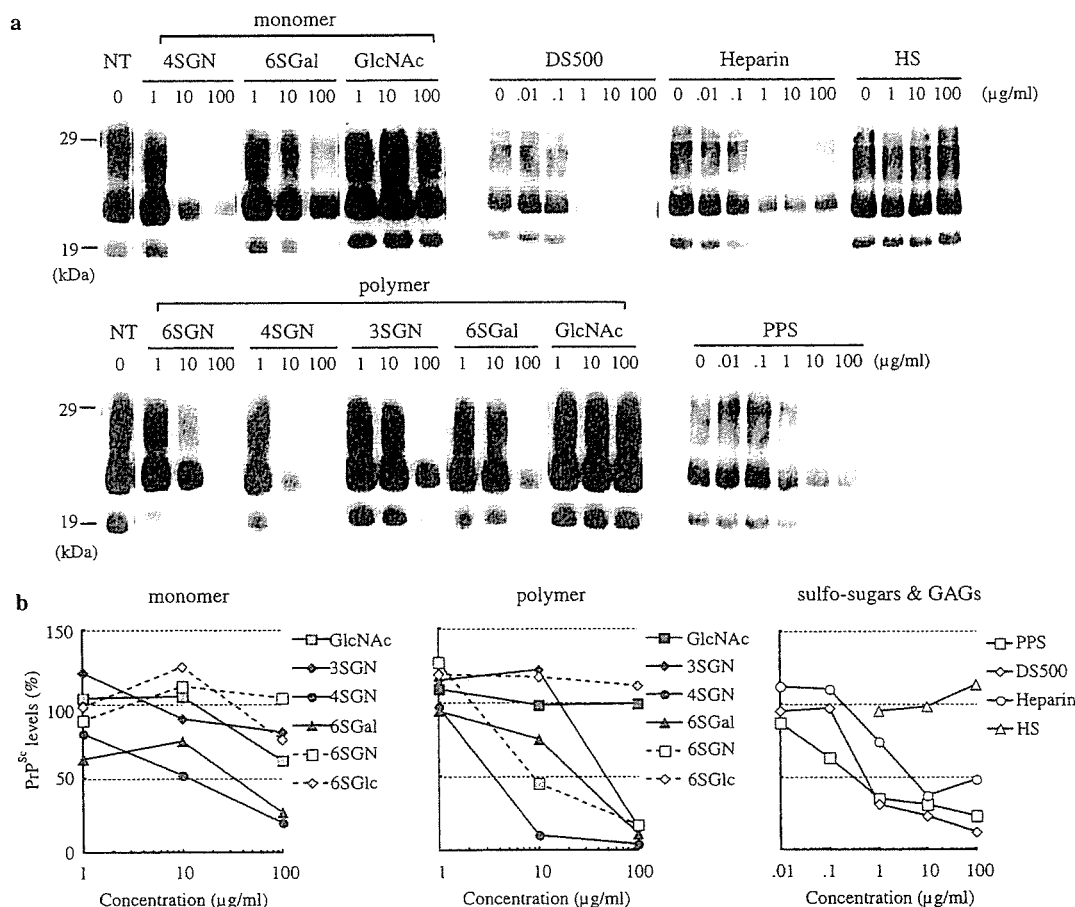 a
monomer
NT 4SGN 6SGal GlcNAc DS500 Heparin HS
0 1 10 100 1 10 100 1 10 100 0 .01 .1 1 10 100 0 .01 .1 1 10 100 0 1 10 100 (µg/ml)
29
19
(kDa)
polymer
NT 6SGN 4SGN 3SGN 6SGal GlcNAc PPS
0 1 10 100 1 10 100 1 10 100 1 10 100 1 10 100 0 .01 .1 1 10 100 (µg/ml)
29
19
(kDa)
b
monomer polymer sulfo-sugars & GAGs
PrP^Sc levels (%)
150
100
50
0
1 10 100
Concentration (µg/ml)
GlcNAc
3SGN
4SGN
6SGal
6SGN
6SGlc
1 10 100
Concentration (µg/ml)
GlcNAc
3SGN
4SGN
6SGal
6SGN
6SGlc
.01 .1 1 10 100
Concentration (µg/ml)
PPS
DS500
Heparin
HS